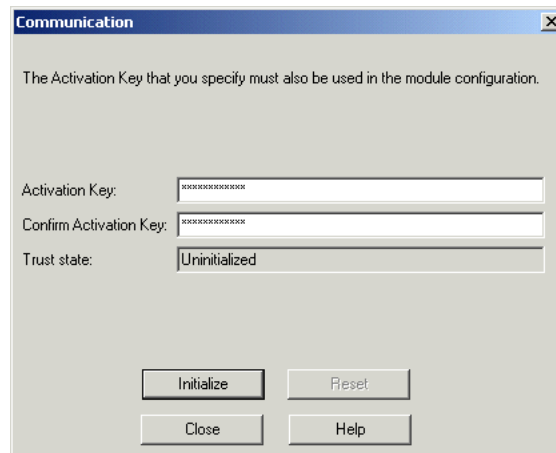 Communication
The Activation Key that you specify must also be used in the module configuration.
Activation Key: ************
Confirm Activation Key: ************
Trust state: Uninitialized
Initialize Reset
Close Help